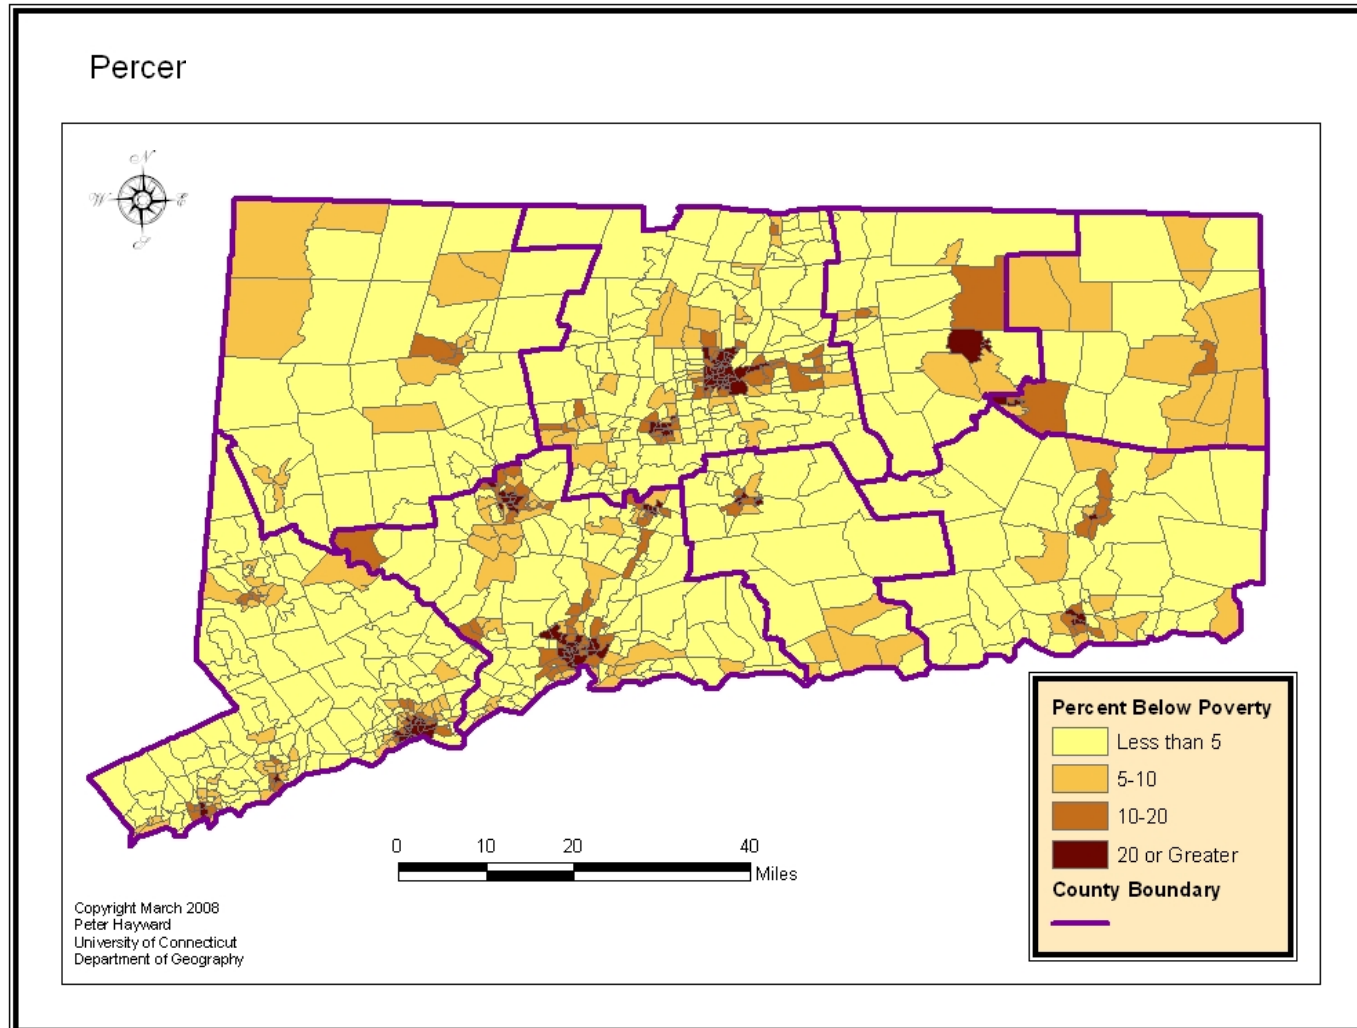 Percer
N
W E
S
Percent Below Poverty
Less than 5
5-10
10-20
20 or Greater
County Boundary
0 10 20 40
Miles
Copyright March 2008
Peter Hayward
University of Connecticut
Department of Geography